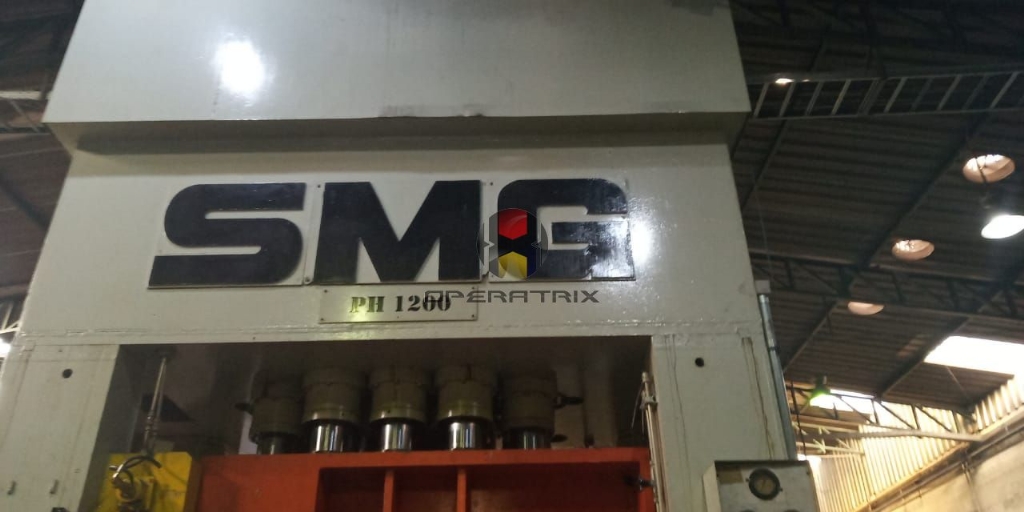 SMG
OPERATRIX
PH 1200